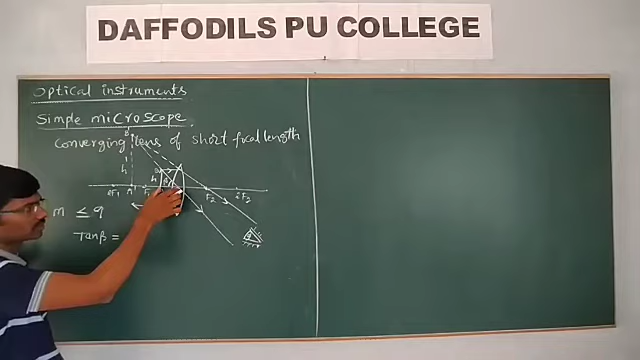 DAFFODILS PU COLLEGE
Optical instruments
Simple microscope
Converging lens of short focal length
2F1 F1 F2 2F2
m ≤ 9
Tanβ =